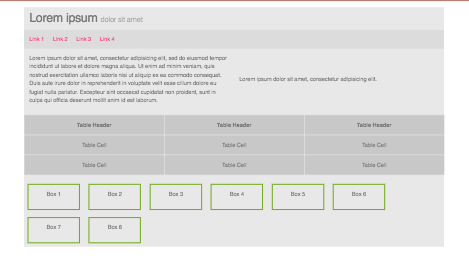 Lorem ipsum dolor sit amet
Link 1 Link 2 Link 3 Link 4
Lorem ipsum dolor sit amet, consectetur adipisicing elit, sed do eiusmod tempor
incididunt ut labore et dolore magna aliqua. Ut enim ad minim veniam, quis
nostrud exercitation ullamco laboris nisi ut aliquip ex ea commodo consequat.
Duis aute irure dolor in reprehenderit in voluptate velit esse cillum dolore eu
fugiat nulla pariatur. Excepteur sint occaecat cupidatat non proident, sunt in
culpa qui officia deserunt mollit anim id est laborum.
Lorem ipsum dolor sit amet, consectetur adipisicing elit.
Table Header Table Header Table Header
Table Cell Table Cell Table Cell
Table Cell Table Cell Table Cell
Box 1 Box 2 Box 3 Box 4 Box 5 Box 6
Box 7 Box 8